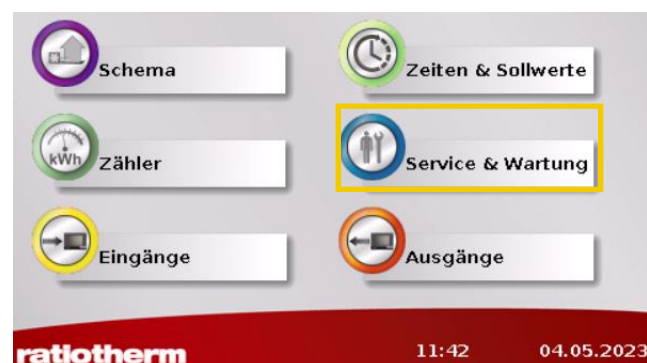 Schema
Zeiten & Sollwerte
kWh
Zähler
Service & Wartung
Eingänge
Ausgänge
ratiotherm
11:42
04.05.2023